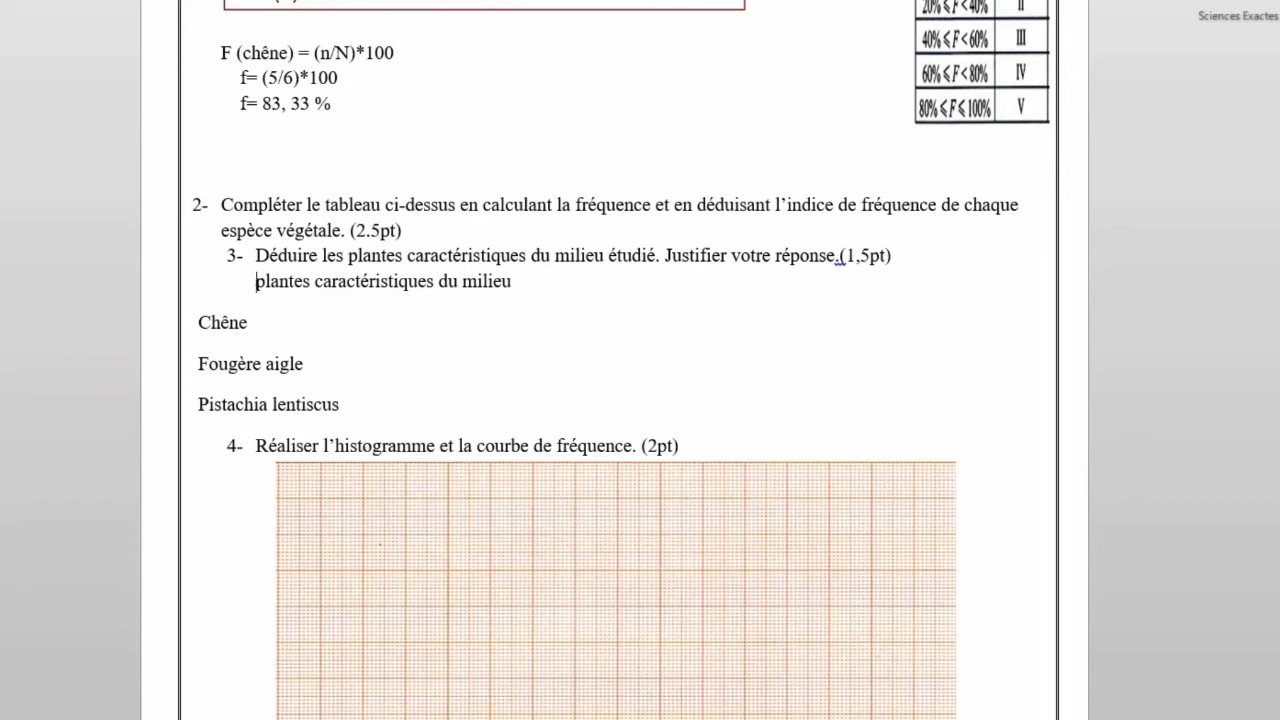 20%≤F<40% II
Sciences Exactes
F (chêne) = (n/N)*100
40%≤F<60% III
f= (5/6)*100
60%≤F<80% IV
f= 83, 33 %
80%≤F≤100% V
2- Compléter le tableau ci-dessus en calculant la fréquence et en déduisant l’indice de fréquence de chaque
espèce végétale. (2.5pt)
3- Déduire les plantes caractéristiques du milieu étudié. Justifier votre réponse.(1,5pt)
plantes caractéristiques du milieu
Chêne
Fougère aigle
Pistachia lentiscus
4- Réaliser l’histogramme et la courbe de fréquence. (2pt)